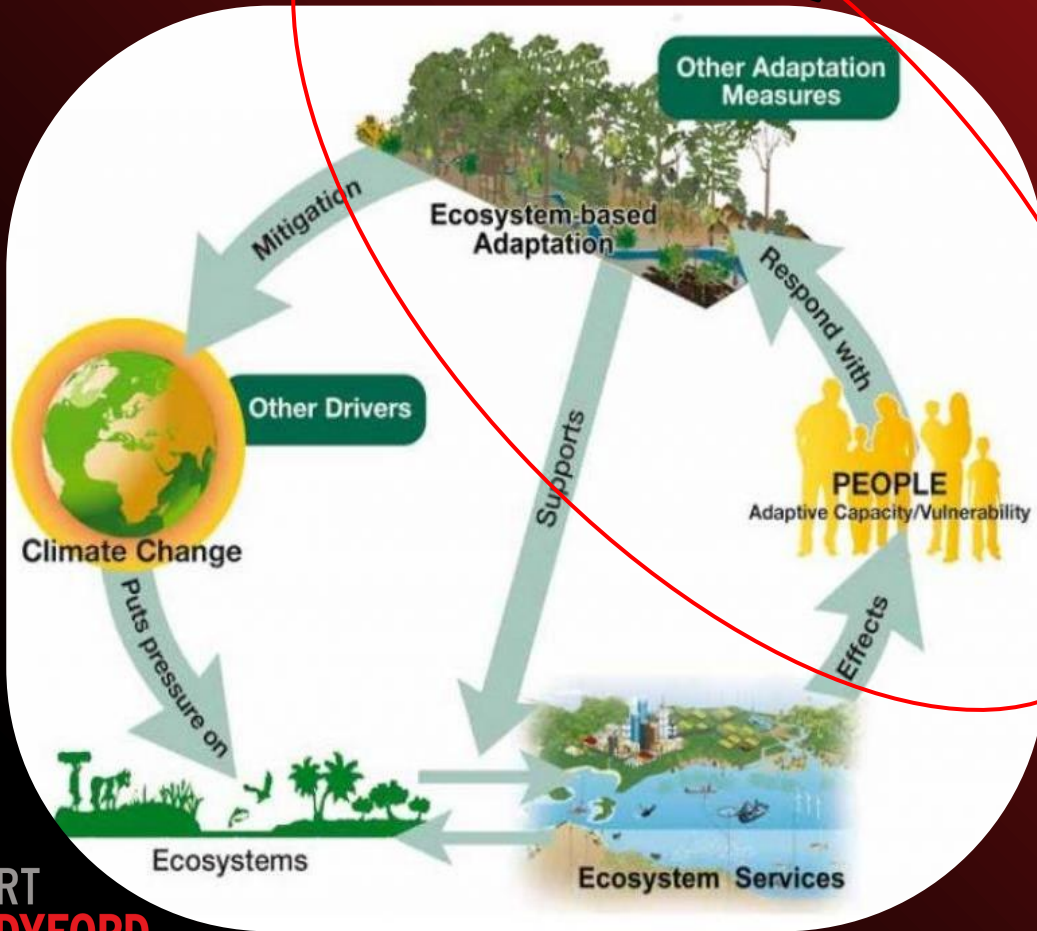 Other Adaptation
Measures
Mitigation
Ecosystem-based
Adaptation
Respond with
Other Drivers
Supports
PEOPLE
Adaptive Capacity/Vulnerability
Climate Change
Puts pressure on
Effects
Ecosystems
Ecosystem Services
RT
DYFORD